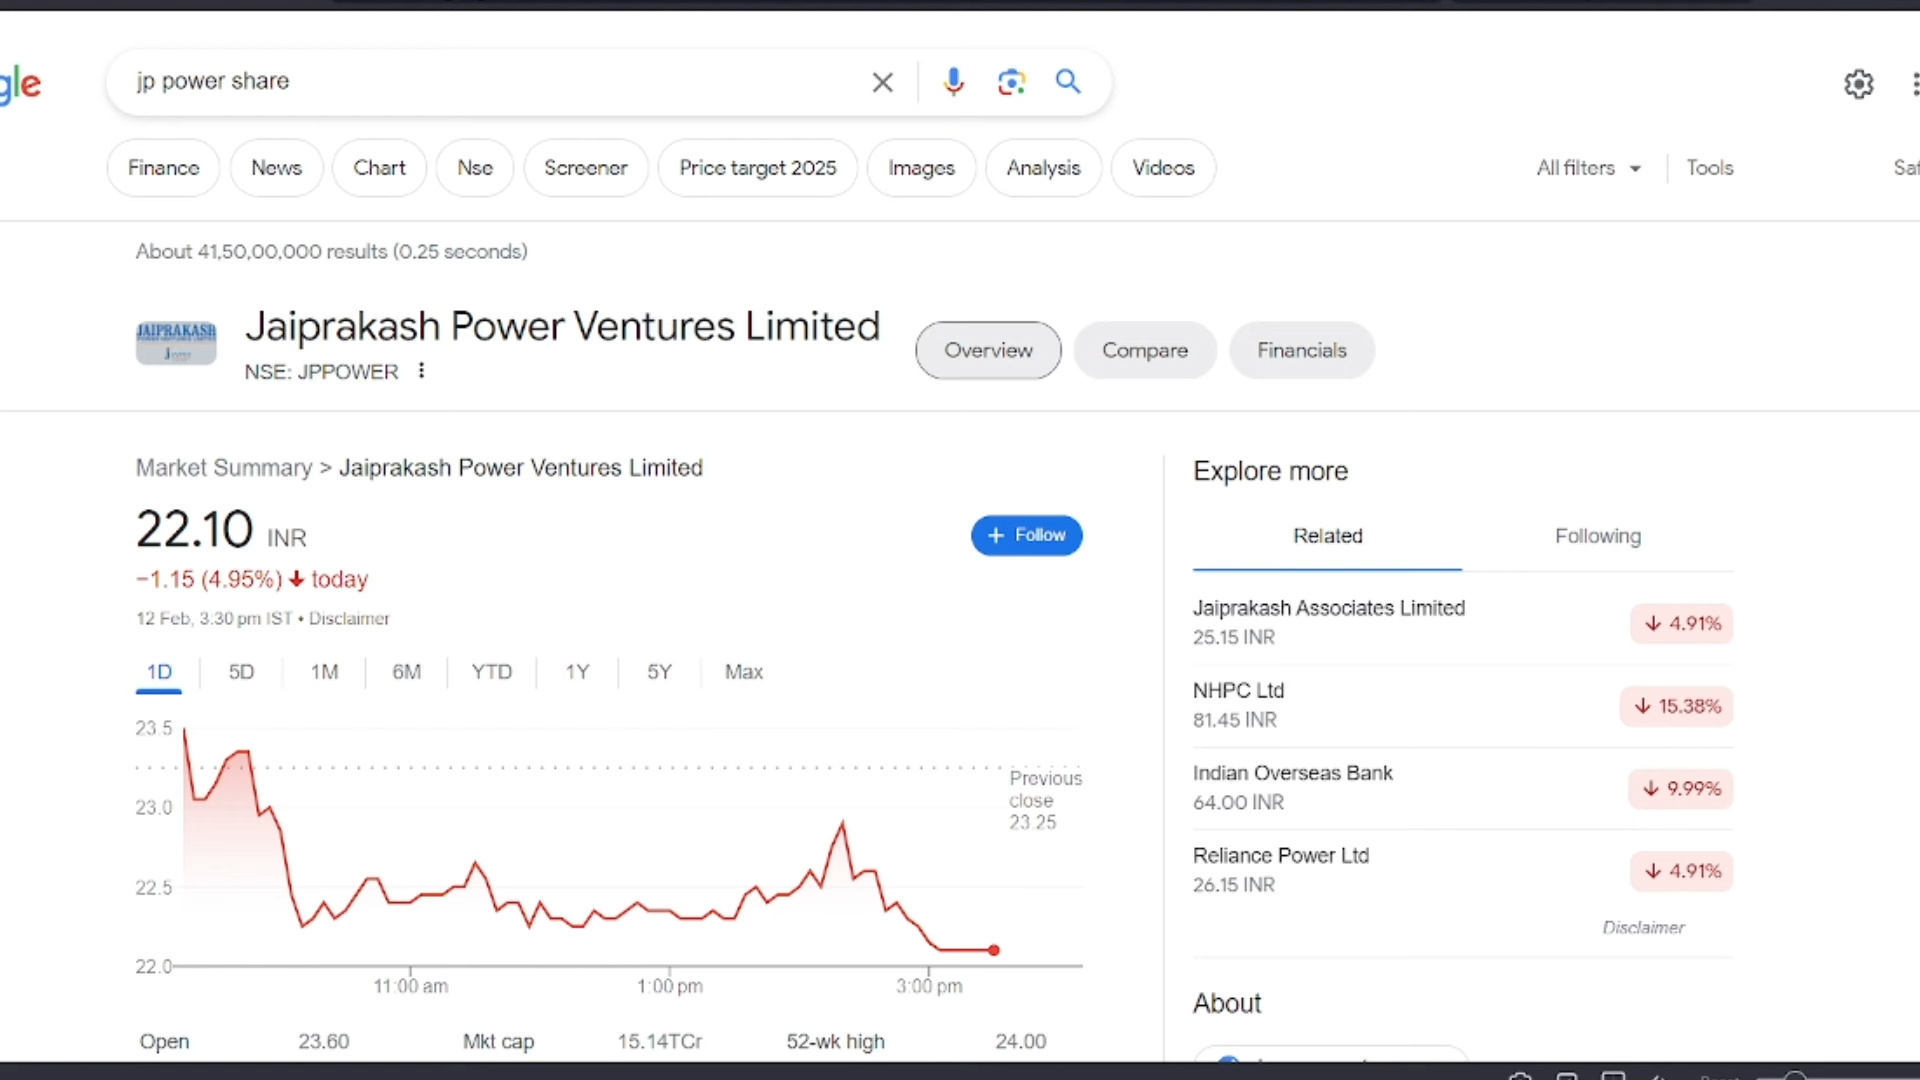 gle
jp power share
Finance
News
Chart
Nse
Screener
Price target 2025
Images
Analysis
Videos
All filters
Tools
Saf
About 41,50,00,000 results (0.25 seconds)
JAIPRAKASH
Jaiprakash Power Ventures Limited
NSE: JPPOWER
Overview
Compare
Financials
Market Summary > Jaiprakash Power Ventures Limited
22.10 INR
+ Follow
−1.15 (4.95%) ↓ today
12 Feb, 3:30 pm IST • Disclaimer
1D
5D
1M
6M
YTD
1Y
5Y
Max
23.5
23.0
22.5
22.0
Previous
close
23.25
11:00 am
1:00 pm
3:00 pm
Open 23.60
Mkt cap 15.14TCr
52-wk high 24.00
Explore more
Related
Following
Jaiprakash Associates Limited
25.15 INR
↓ 4.91%
NHPC Ltd
81.45 INR
↓ 15.38%
Indian Overseas Bank
64.00 INR
↓ 9.99%
Reliance Power Ltd
26.15 INR
↓ 4.91%
Disclaimer
About